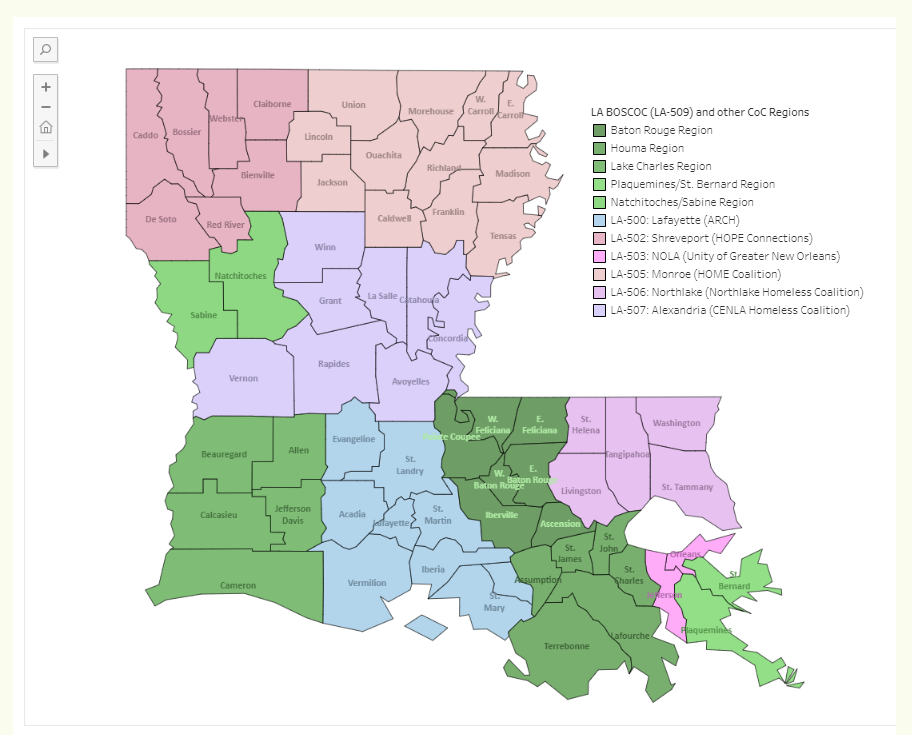 LA BOSCOC (LA-509) and other CoC Regions
Baton Rouge Region
Houma Region
Lake Charles Region
Plaquemines/St. Bernard Region
Natchitoches/Sabine Region
LA-500: Lafayette (ARCH)
LA-502: Shreveport (HOPE Connections)
LA-503: NOLA (Unity of Greater New Orleans)
LA-505: Monroe (HOME Coalition)
LA-506: Northlake (Northlake Homeless Coalition)
LA-507: Alexandria (CENLA Homeless Coalition)
Caddo
Bossier
Webster
Claiborne
Union
Morehouse
W.
Carroll
E.
Carroll
Lincoln
Ouachita
Richland
Madison
Bienville
Jackson
Caldwell
Franklin
Tensas
De Soto
Red River
Natchitoches
Winn
Sabine
Grant
La Salle
Catahoula
Concordia
Vernon
Rapides
Avoyelles
Beauregard
Allen
Evangeline
St.
Landry
Coupee
W.
Feliciana
E.
Feliciana
St.
Helena
Tangipahoa
Washington
W.
Baton Rouge
E.
Baton Rouge
Livingston
St. Tammany
Calcasieu
Jefferson
Davis
Acadia
Lafayette
St.
Martin
Iberville
Ascension
St.
James
St.
John
Cameron
Vermilion
Iberia
St.
Mary
Assumption
St.
Charles
Orleans
Jefferson
St.
Bernard
Plaquemines
Terrebonne
Lafourche